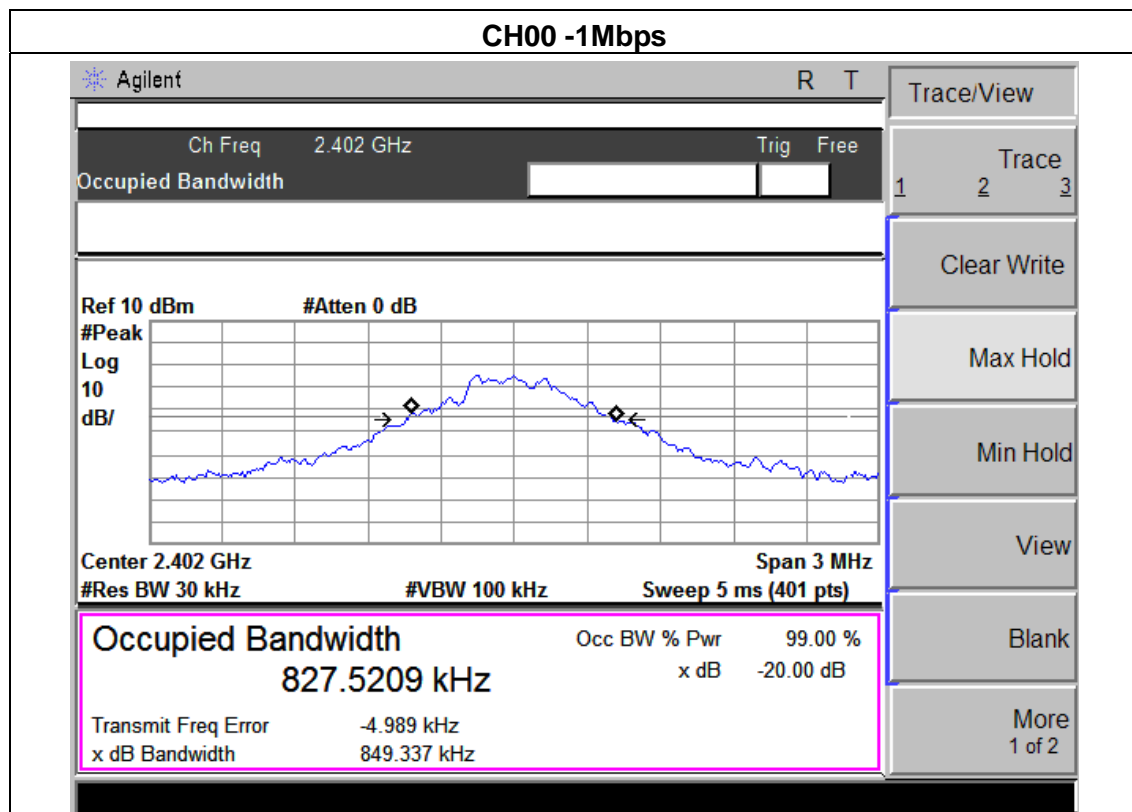 CH00 -1Mbps
Agilent R T
Trace/View
Ch Freq 2.402 GHz Trig Free
Occupied Bandwidth
Trace
1 2 3
Clear Write
Ref 10 dBm #Atten 0 dB
#Peak
Log
10
dB/
Max Hold
Min Hold
Center 2.402 GHz Span 3 MHz
#Res BW 30 kHz #VBW 100 kHz Sweep 5 ms (401 pts)
View
Occupied Bandwidth Occ BW % Pwr 99.00 %
827.5209 kHz x dB -20.00 dB
Blank
Transmit Freq Error -4.989 kHz
x dB Bandwidth 849.337 kHz
More
1 of 2